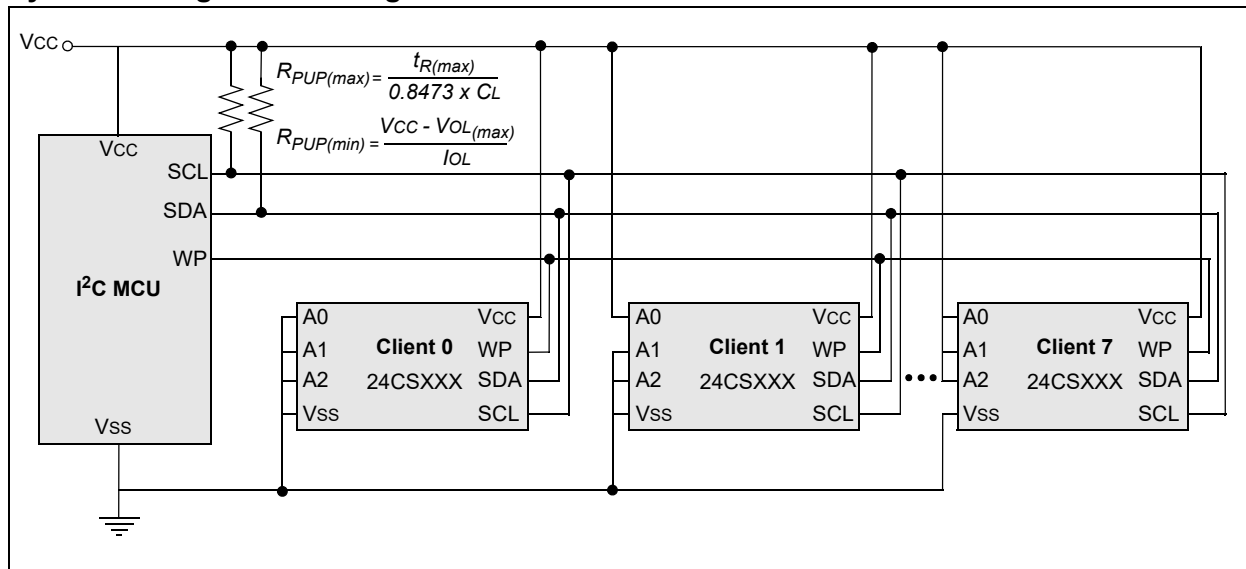 VCC
RPUP(max) = tR(max)
0.8473 x CL
RPUP(min) = VCC - VOL(max)
IOL
VCC
SCL
SDA
WP
I2C MCU
VSS
A0
A1
A2
VSS
Client 0
24CSXXX
VCC
WP
SDA
SCL
A0
A1
A2
VSS
Client 1
24CSXXX
VCC
WP
SDA
SCL
A0
A1
A2
VSS
Client 7
24CSXXX
VCC
WP
SDA
SCL